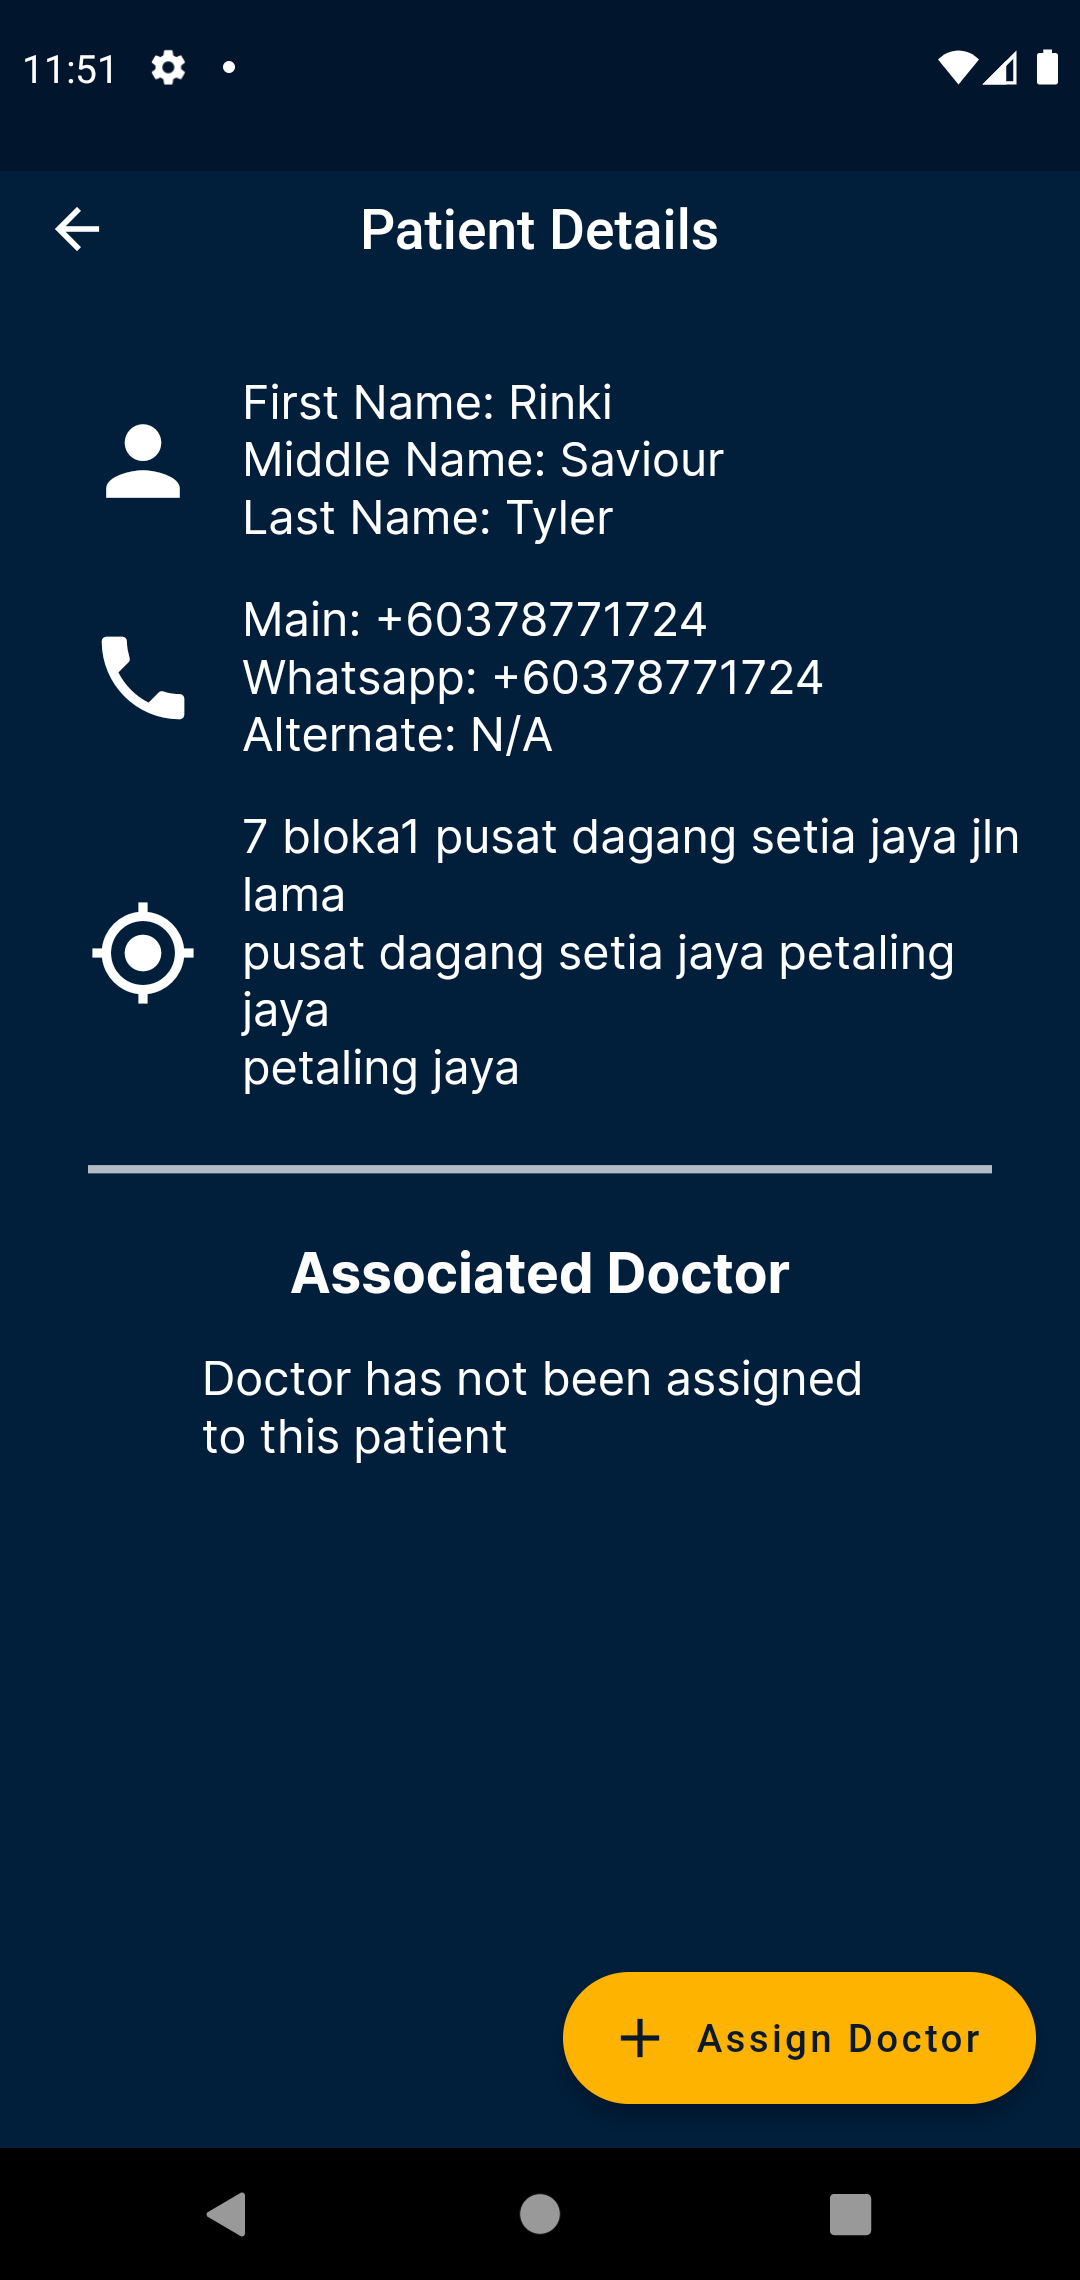 11:51
Patient Details
First Name: Rinki
Middle Name: Saviour
Last Name: Tyler
Main: +60378771724
Whatsapp: +60378771724
Alternate: N/A
7 bloka1 pusat dagang setia jaya jln
lama
pusat dagang setia jaya petaling
jaya
petaling jaya
Associated Doctor
Doctor has not been assigned
to this patient
Assign Doctor